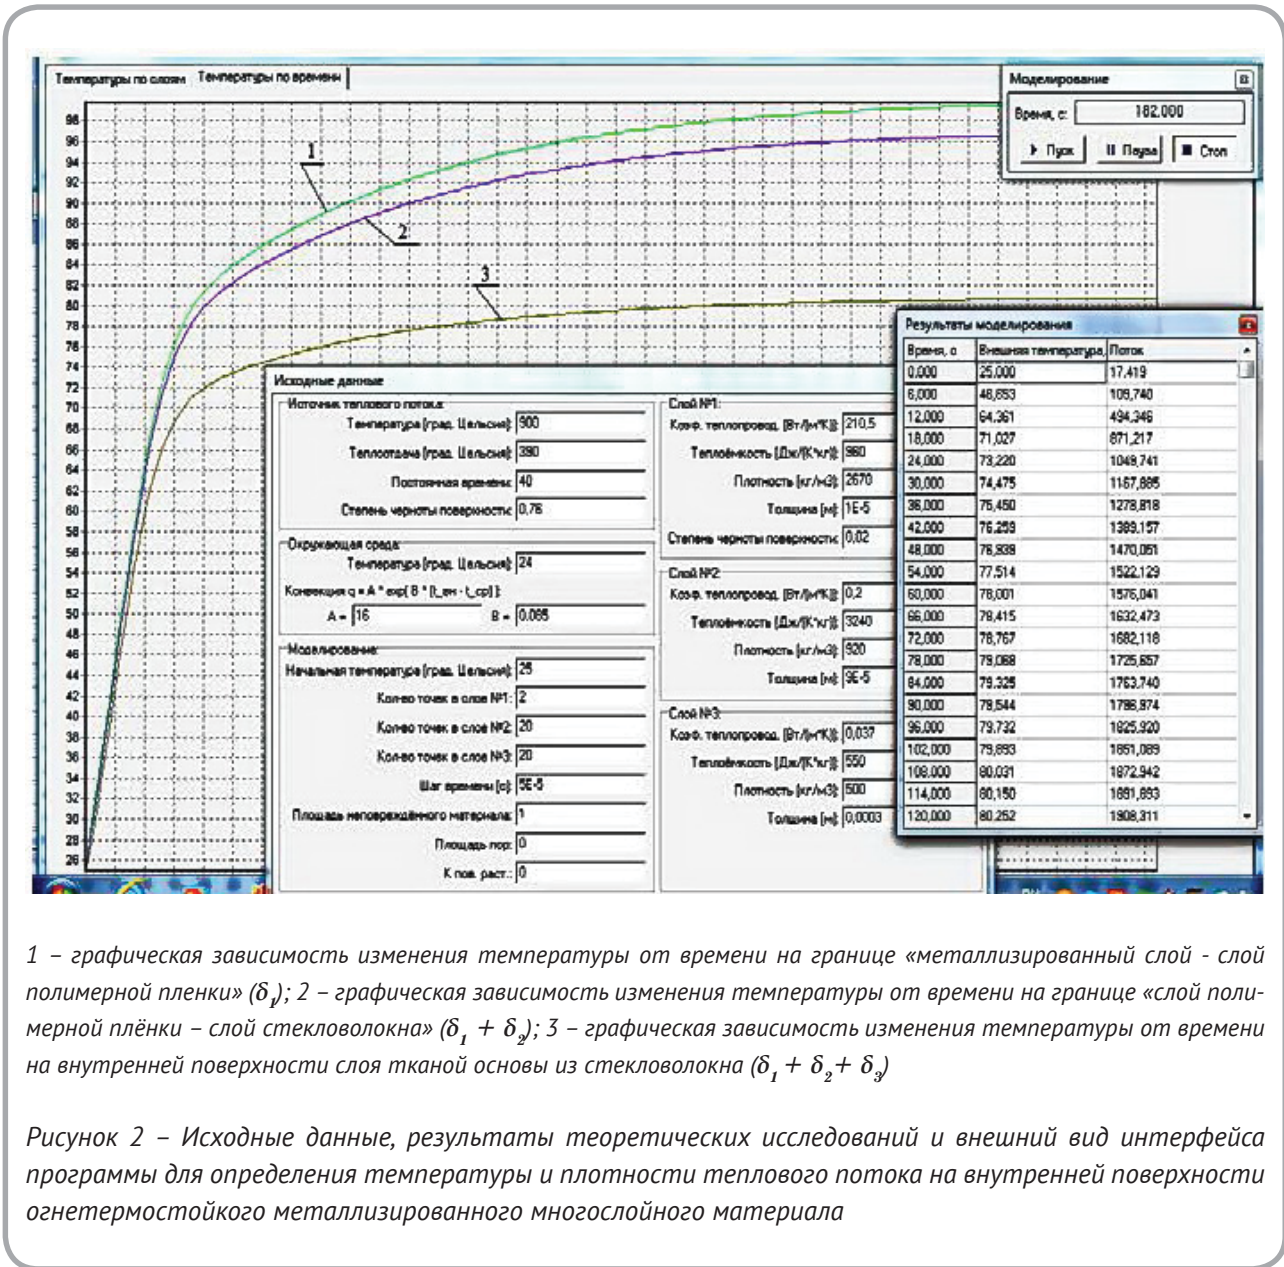 Температуры по слоям Температуры по времени
Моделирование
Время, с: 182.000
Пуск Пауза Стоп
98
96
94
92
90
88
86
84
82
80
78
76
74
72
70
68
66
64
62
60
58
56
54
52
50
48
46
44
42
40
38
36
34
32
30
28
26
1
2
3
Исходные данные
Источник теплового потока:
Температура (град. Цельсия): 900
Теплоотдача (град. Цельсия): 390
Постоянная времени: 40
Степень черноты поверхности: 0,76
Окружающая среда:
Температура (град. Цельсия): 24
Конвекция q = A * exp( B * (t_вн - t_ср) ):
A = 16 B = 0.085
Моделирование:
Начальная температура (град. Цельсия): 25
Кол-во точек в слое №1: 2
Кол-во точек в слое №2: 20
Кол-во точек в слое №3: 20
Шаг времени (с): 5E-5
Площадь неповреждённого материала: 1
Площадь пор: 0
К пов. раст.: 0
Слой №1:
Коэф. теплопровод. (Вт/(м*К)): 210,5
Теплоёмкость (Дж/(К*кг)):
Плотность (кг/м3): 2670
Толщина (м): 1E-5
Степень черноты поверхности: 0,02
Слой №2:
Коэф. теплопровод. (Вт/(м*К)): 0,2
Теплоёмкость (Дж/(К*кг)): 3240
Плотность (кг/м3): 920
Толщина (м): 9E-5
Слой №3:
Коэф. теплопровод. (Вт/(м*К)): 0,037
Теплоёмкость (Дж/(К*кг)): 550
Плотность (кг/м3): 500
Толщина (м): 0,0003
Результаты моделирования
Время, с Внешняя температура, Поток
0,000 25,000 17,419
6,000 109,740
12,000 64,361 494,346
18,000 71,027 871,217
24,000 73,220 1049,741
30,000 74,475 1167,885
36,000 75,450 1278,818
42,000 76,259 1389,157
48,000 76,939 1470,051
54,000 77,514 1522,129
60,000 78,001 1576,041
66,000 78,415 1632,473
72,000 78,767 1682,118
78,000 79,068 1725,657
84,000 79,325 1763,740
90,000 79,544
96,000 79,732 1825,920
102,000 79,893 1851,089
108,000 80,031 1872,942
114,000 80,150 1891,893
120,000 80,252 1908,311
1 – графическая зависимость изменения температуры от времени на границе «металлизированный слой - слой
полимерной пленки» (δ₁); 2 – графическая зависимость изменения температуры от времени на границе «слой поли-
мерной плёнки – слой стекловолокна» (δ₁ + δ₂); 3 – графическая зависимость изменения температуры от времени
на внутренней поверхности слоя тканой основы из стекловолокна (δ₁ + δ₂+ δ₃)
Рисунок 2 – Исходные данные, результаты теоретических исследований и внешний вид интерфейса
программы для определения температуры и плотности теплового потока на внутренней поверхности
огнетермостойкого металлизированного многослойного материала